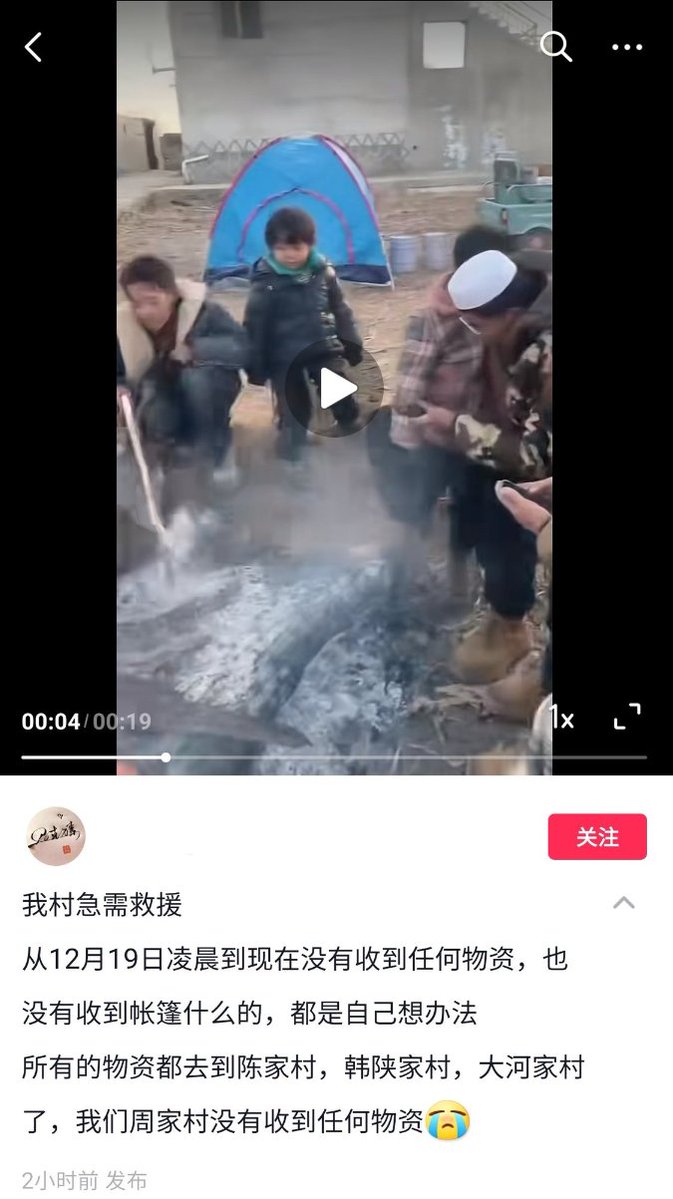 00:04/00:19
1x
关注
我村急需救援
从12月19日凌晨到现在没有收到任何物资，也
没有收到帐篷什么的，都是自己想办法
所有的物资都去到陈家村，韩陕家村，大河家村
了，我们周家村没有收到任何物资😭
2小时前 发布